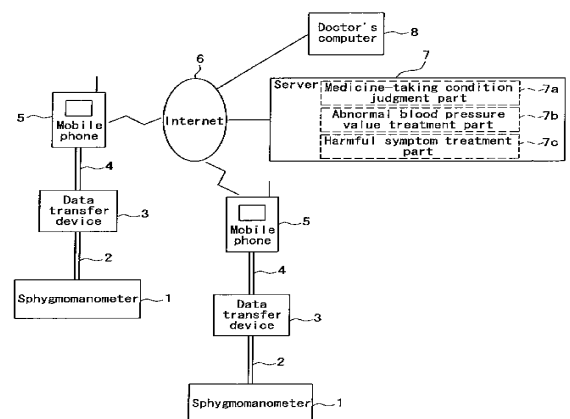 Doctor's
computer
8
6
7
Server
Medicine-taking condition
judgment part
7a
Abnormal blood pressure
value treatment part
7b
Harmful symptom treatment
part
7c
Internet
5
Mobile
phone
4
Data
transfer
device
3
2
Sphygmomanometer
1
5
Mobile
phone
4
Data
transfer
device
3
2
Sphygmomanometer
1